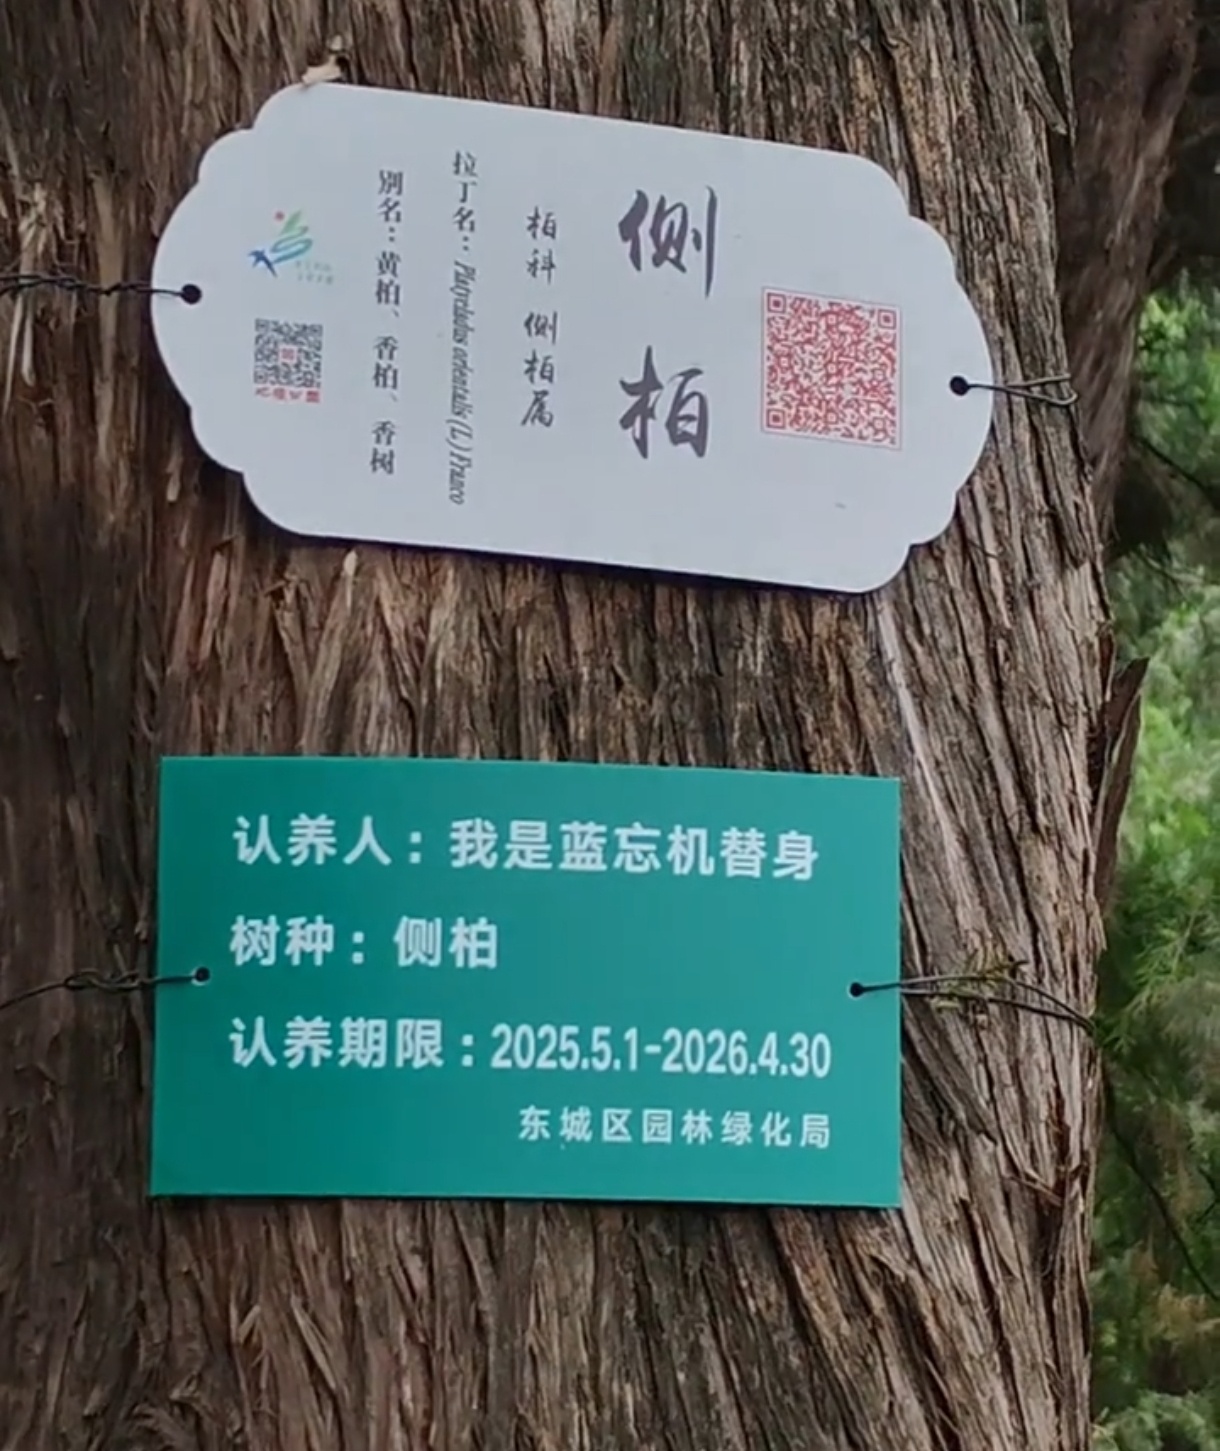 侧柏
柏科 侧柏属
拉丁名：Platycladus orientalis (L.) Franco
别名：黄柏、香柏、香树
认养人：我是蓝忘机替身
树种：侧柏
认养期限：2025.5.1-2026.4.30
东城区园林绿化局